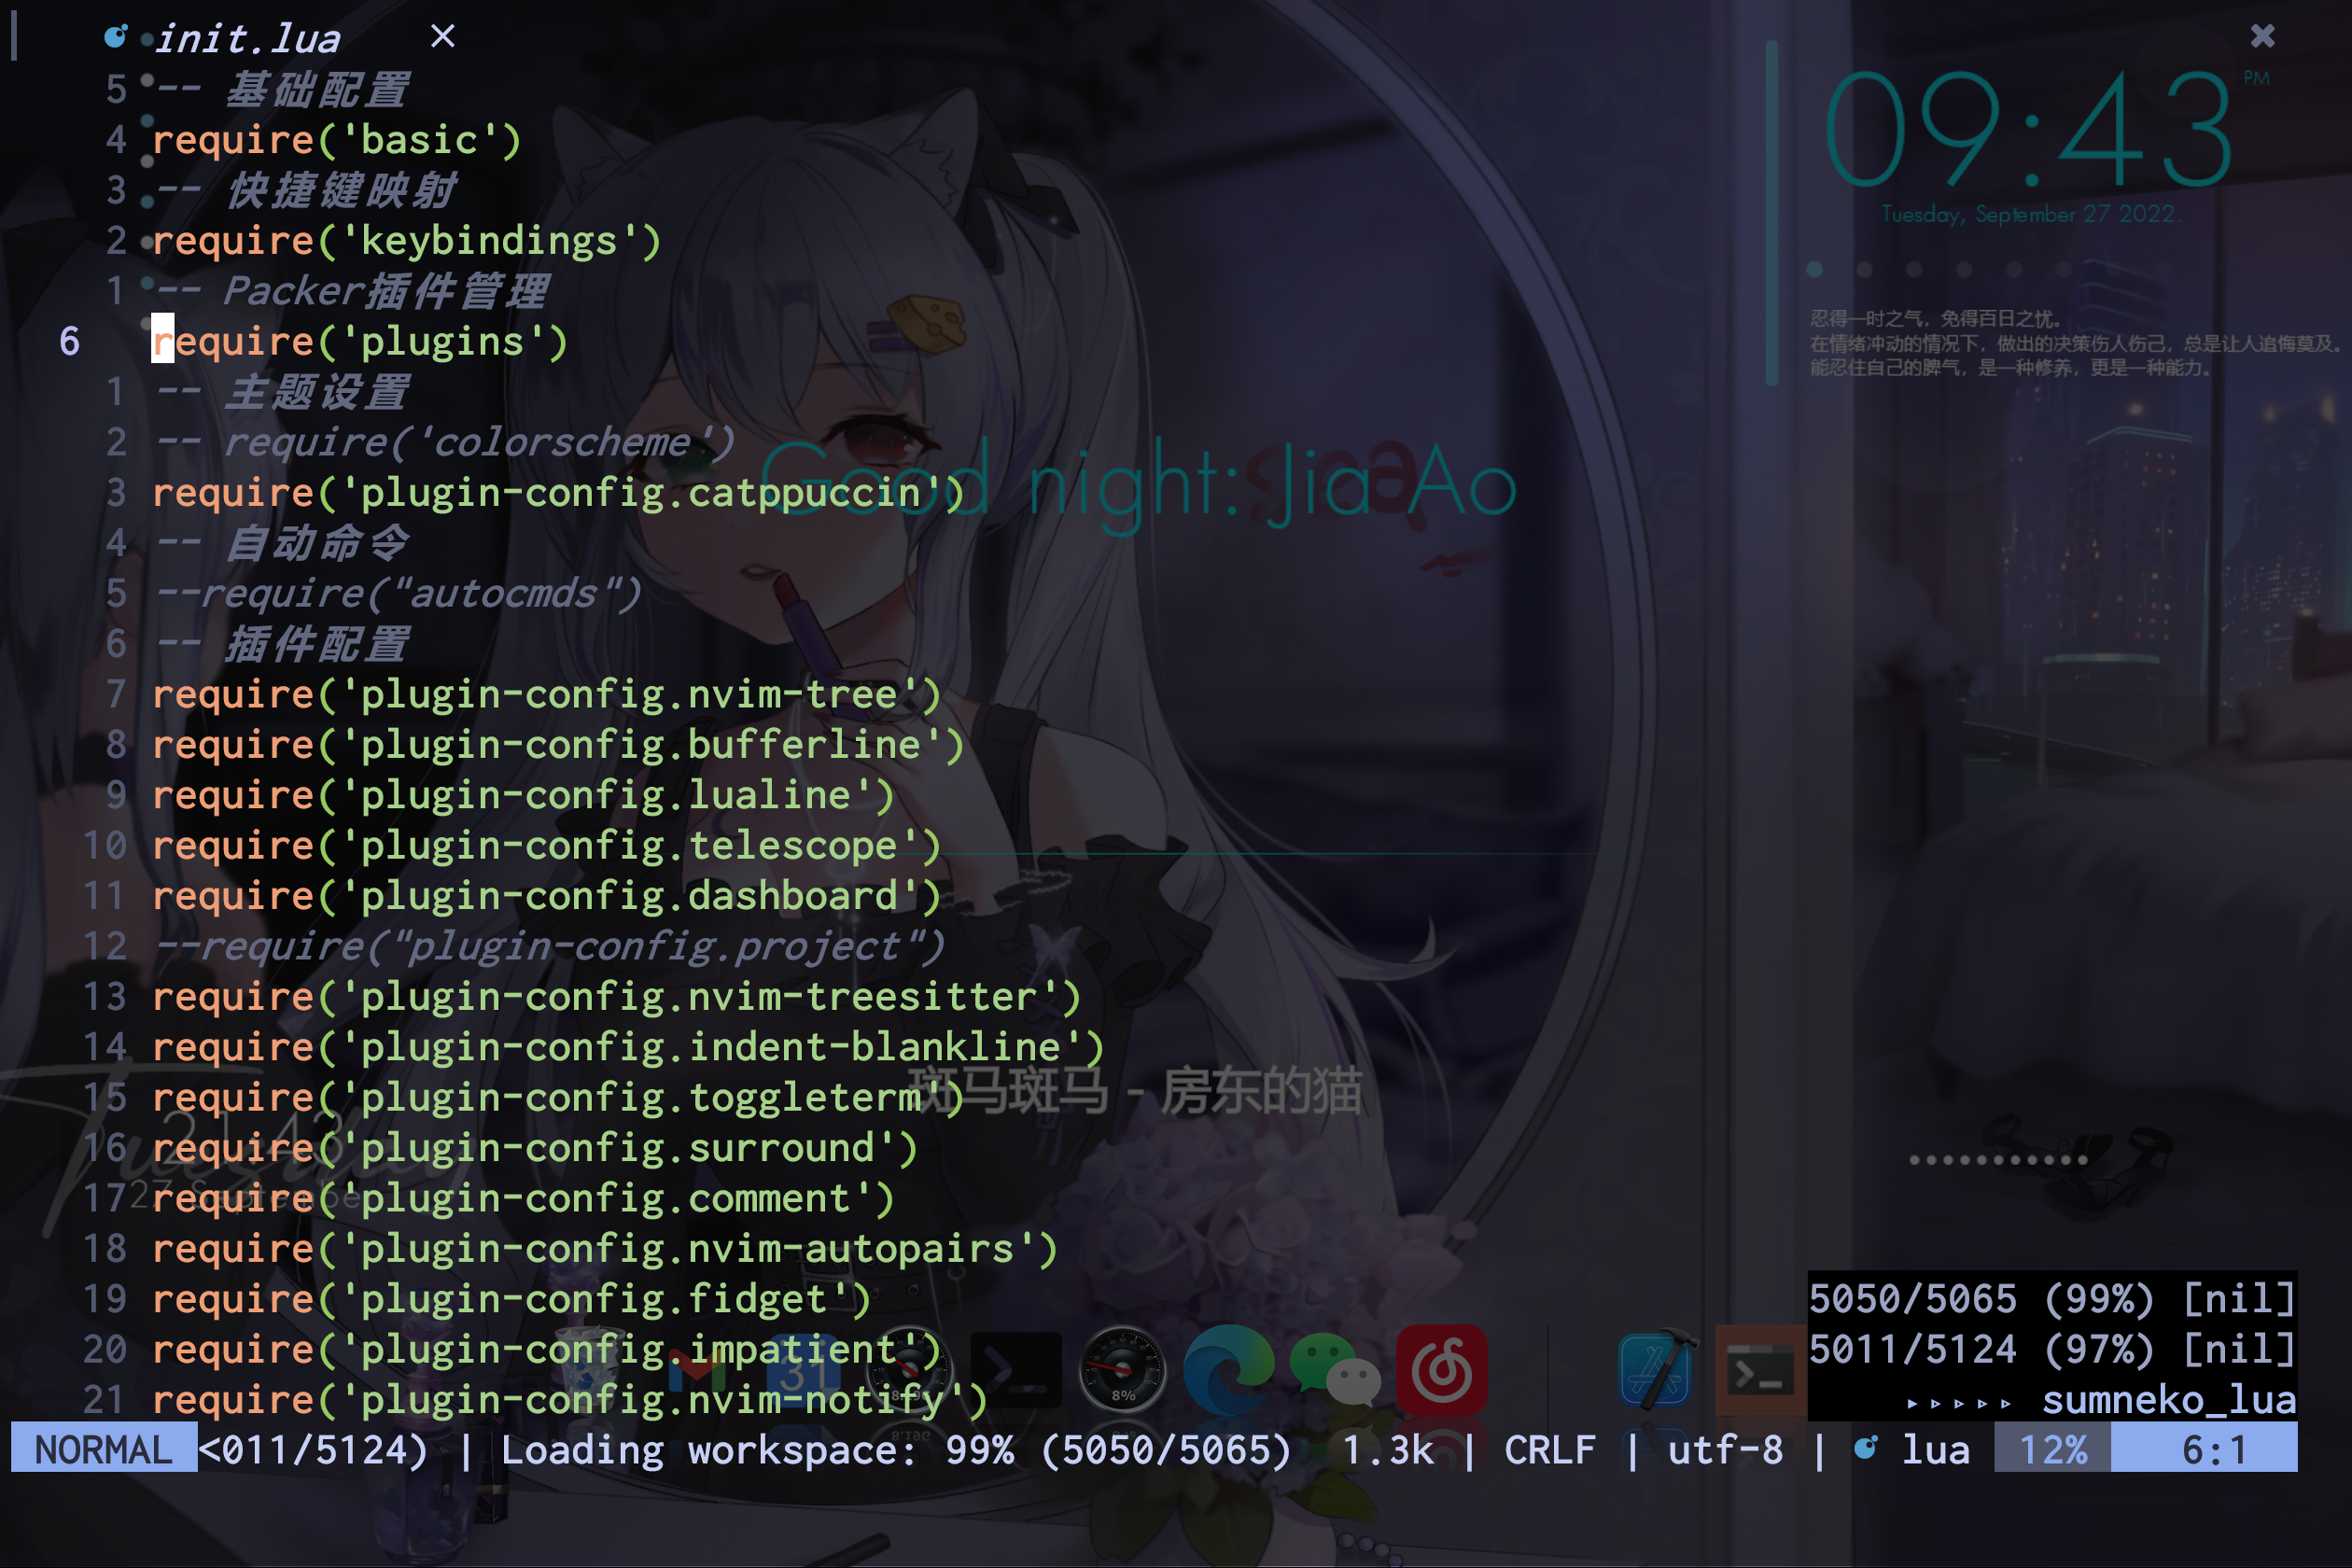 init.lua ×
5 -- 基础配置
4 require('basic')
3 -- 快捷键映射
2 require('keybindings')
1 -- Packer插件管理
6 require('plugins')
1 -- 主题设置
2 -- require('colorscheme')
3 require('plugin-config.catppuccin')
4 -- 自动命令
5 --require("autocmds")
6 -- 插件配置
7 require('plugin-config.nvim-tree')
8 require('plugin-config.bufferline')
9 require('plugin-config.lualine')
10 require('plugin-config.telescope')
11 require('plugin-config.dashboard')
12 --require("plugin-config.project")
13 require('plugin-config.nvim-treesitter')
14 require('plugin-config.indent-blankline')
15 require('plugin-config.toggleterm')
16 require('plugin-config.surround')
17 require('plugin-config.comment')
18 require('plugin-config.nvim-autopairs')
19 require('plugin-config.fidget')
20 require('plugin-config.impatient')
21 require('plugin-config.nvim-notify')
NORMAL <011/5124) | Loading workspace: 99% (5050/5065) 1.3k | CRLF | utf-8 | lua 12% 6:1
5050/5065 (99%) [nil]
5011/5124 (97%) [nil]
▸ ▹ ▹ ▹ ▹ sumneko_lua
09:43 PM
Tuesday, September 27 2022.
忍得一时之气，免得百日之忧。
在情绪冲动的情况下，做出的决策伤人伤己，总是让人追悔莫及。
能忍住自己的脾气，是一种修养，更是一种能力。
Good night: Jia Ao
斑马斑马 - 房东的猫
Tuesday
21:43
27 September
31
8%